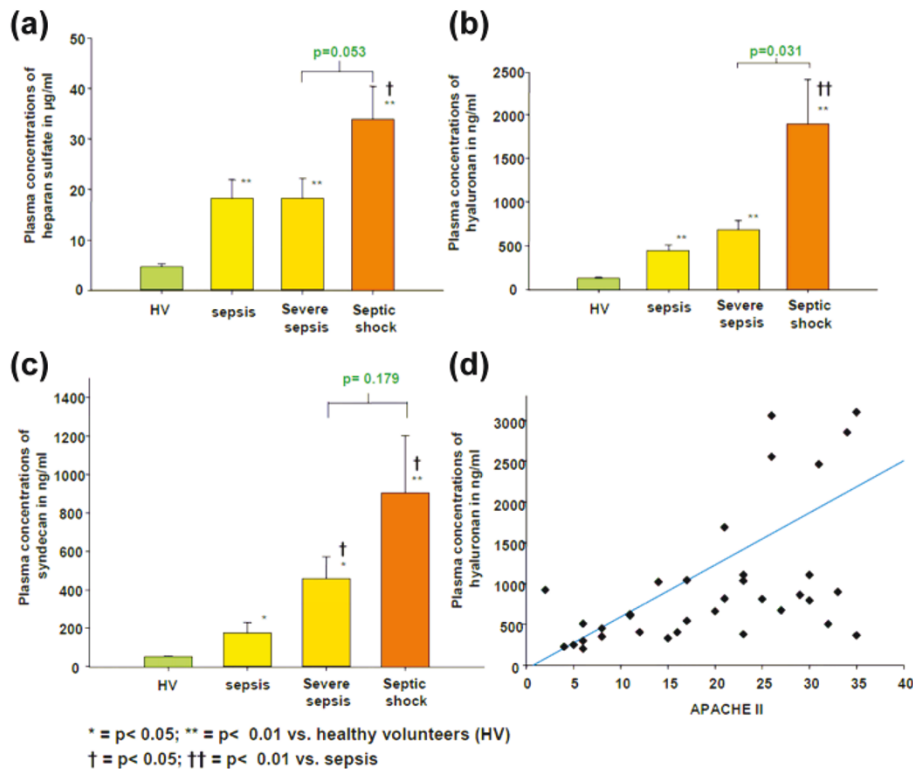 (a)
p=0.053
Plasma concentrations of
heparan sulfate in µg/ml
50
40
30
20
10
0
**
**
†
**
HV
sepsis
Severe
sepsis
Septic
shock
(b)
p=0.031
Plasma concentrations of
hyaluronan in ng/ml
2500
2000
1500
1000
500
0
**
**
††
**
HV
sepsis
Severe
sepsis
Septic
shock
(c)
p= 0.179
Plasma concentrations of
syndecan in ng/ml
1400
1200
1000
800
600
400
200
0
*
†
*
†
**
HV
sepsis
Severe
sepsis
Septic
shock
(d)
Plasma concentrations of
hyaluronan in ng/ml
3000
2500
2000
1500
1000
500
0
0 5 10 15 20 25 30 35 40
APACHE II
* = p< 0.05; ** = p< 0.01 vs. healthy volunteers (HV)
† = p< 0.05; †† = p< 0.01 vs. sepsis